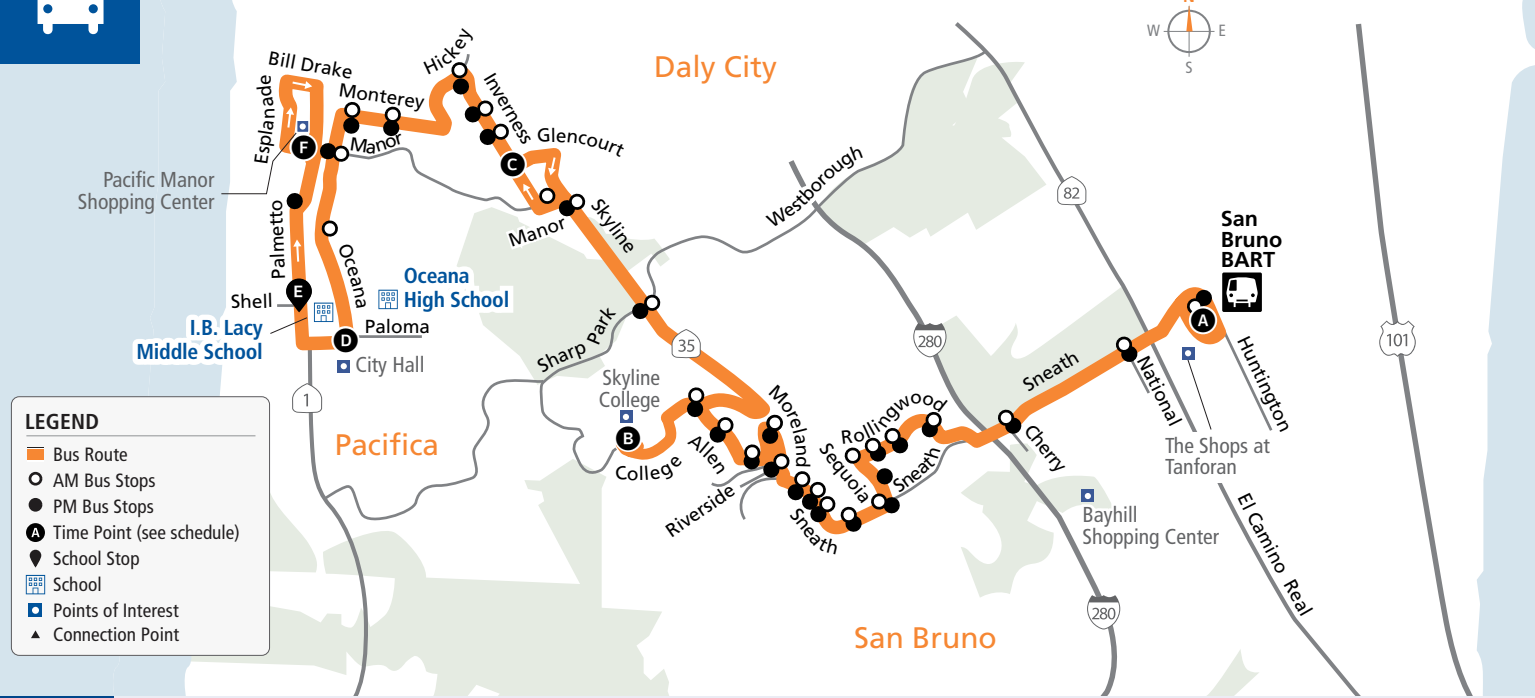 N
W
E
S
Daly City
Bill Drake
Hickey
Monterey
Inverness
Esplanade
Manor
Glencourt
F
C
Westborough
82
Pacific Manor
Shopping Center
Skyline
San
Bruno
BART
Manor
Palmetto
Oceana
Oceana
High School
E
Shell
I.B. Lacy
Middle School
Paloma
D
City Hall
A
Sharp Park
35
280
101
Huntington
Sneath
National
Skyline
College
Moreland
Rollingwood
1
Pacifica
B
College
Allen
Sequoia
Sneath
Cherry
The Shops at
Tanforan
Riverside
Sneath
Bayhill
Shopping Center
El Camino Real
280
San Bruno
LEGEND
Bus Route
AM Bus Stops
PM Bus Stops
A Time Point (see schedule)
School Stop
School
Points of Interest
Connection Point